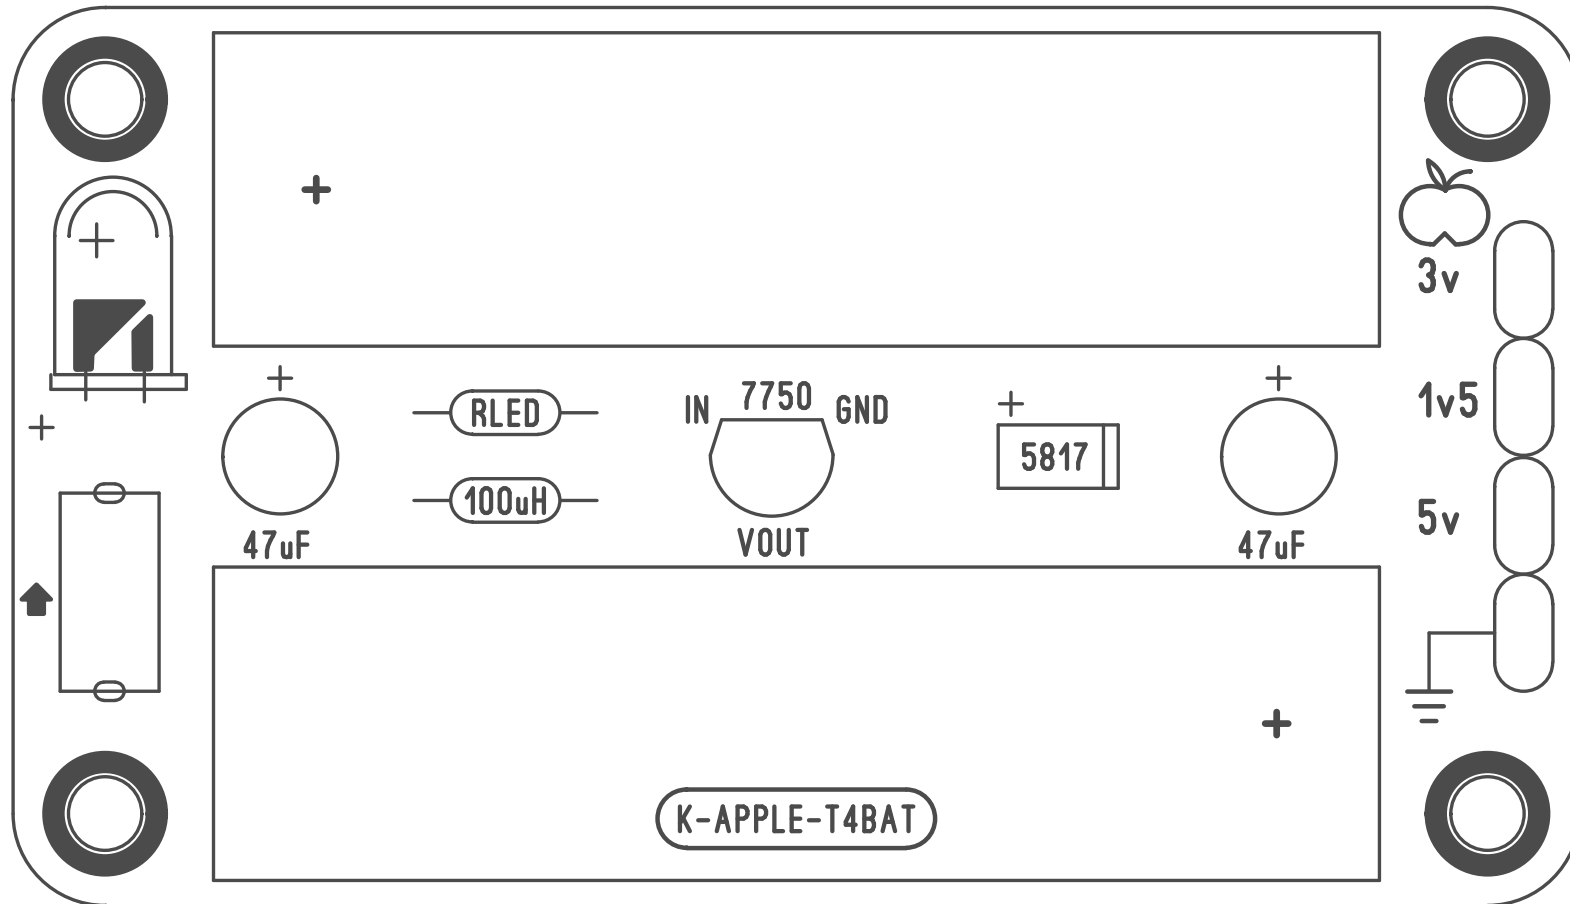 3v
7750
IN
GND
RLED
1v5
5817
100uH
5v
47uF
VOUT
47uF
K-APPLE-T4BAT